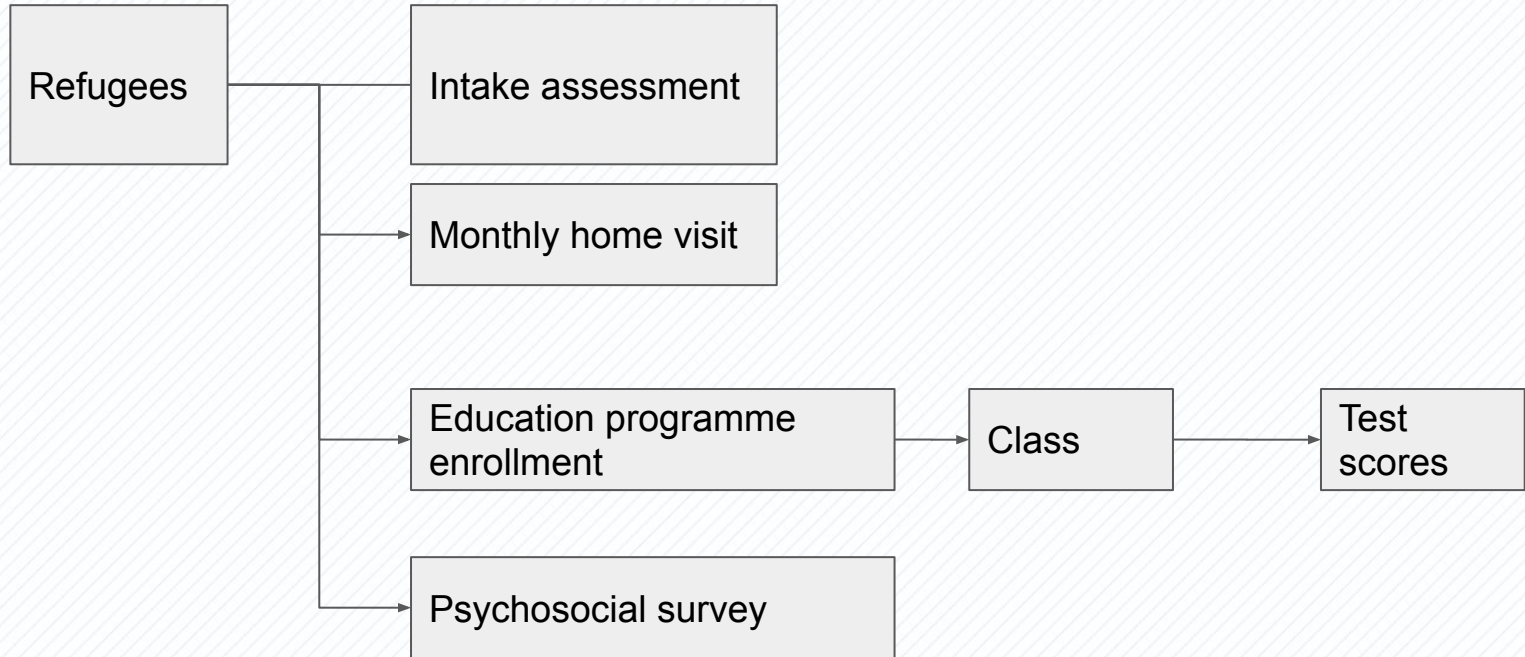 Refugees
Intake assessment
Monthly home visit
Education programme
enrollment
Class
Test
scores
Psychosocial survey